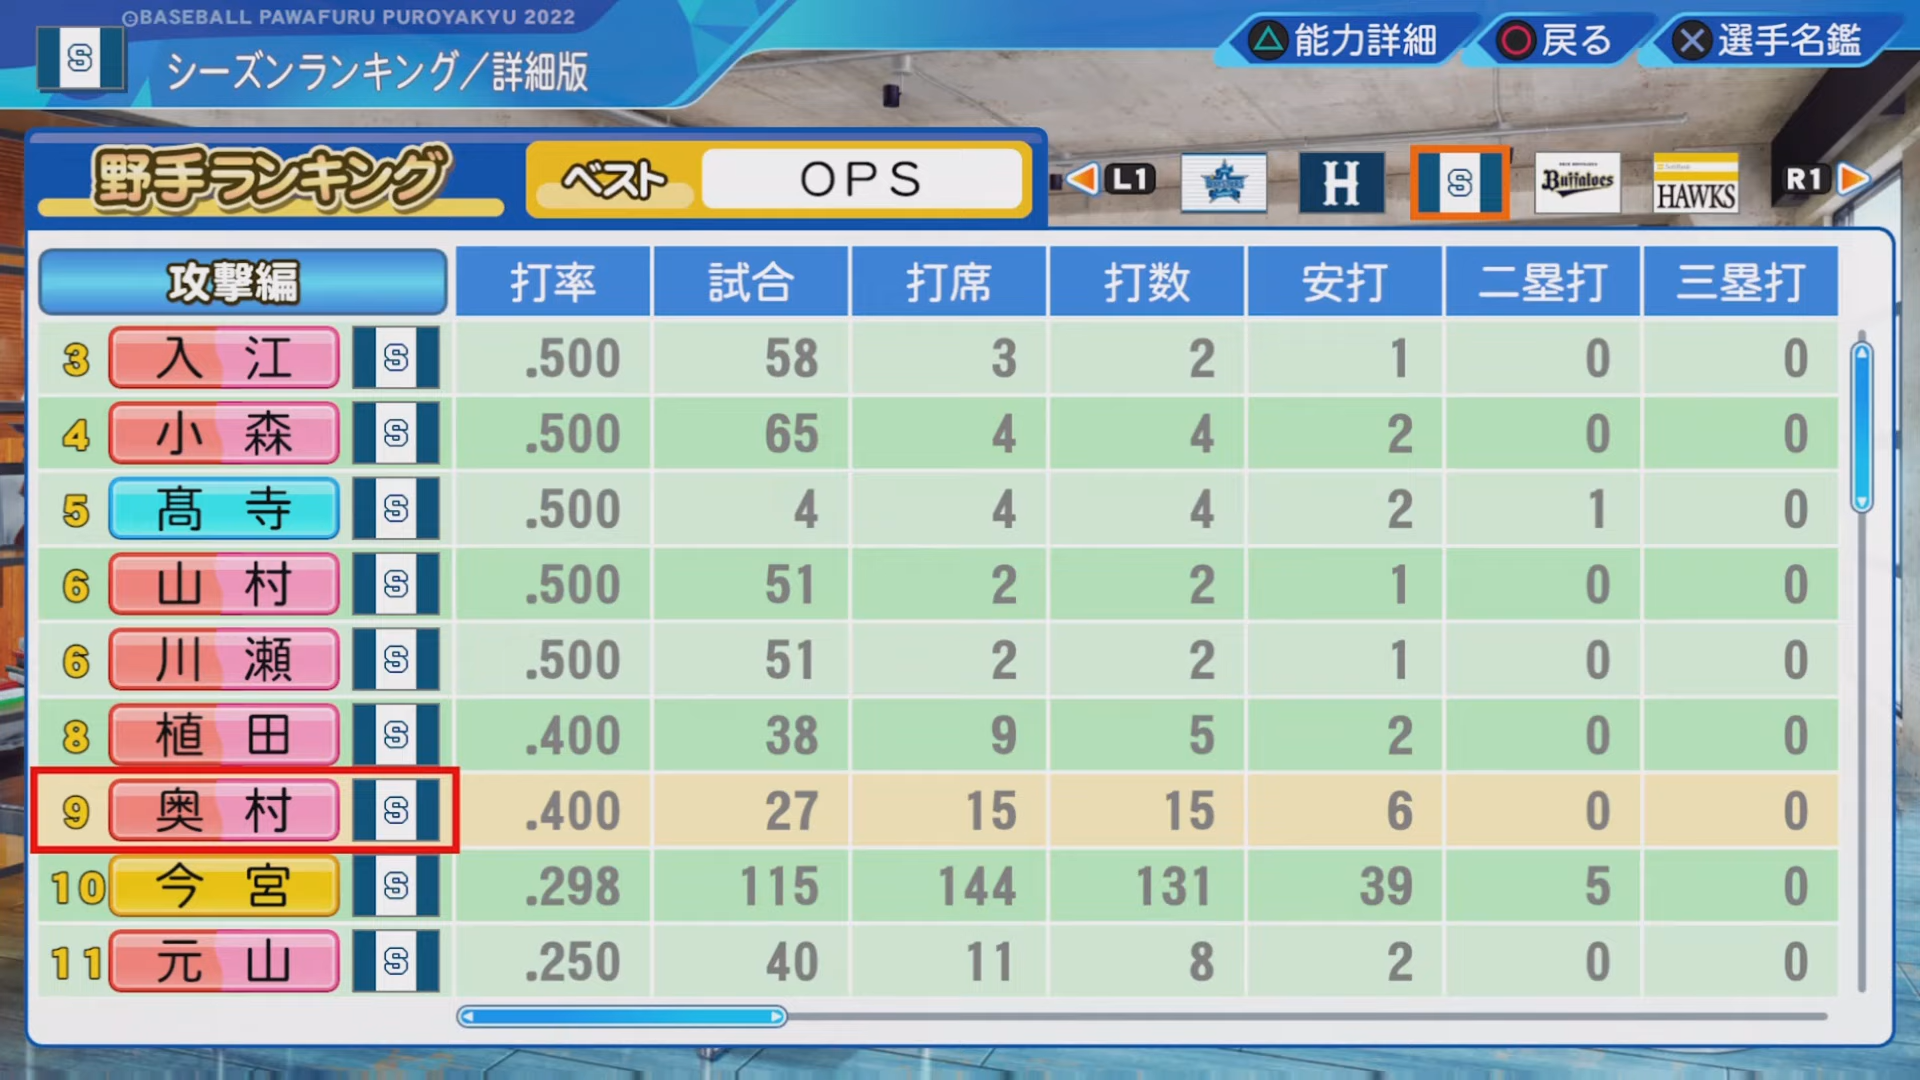 ©BASEBALL PAWAFURU PUROYAKYU 2022
S シーズンランキング／詳細版
能力詳細 戻る 選手名鑑
野手ランキング ベスト OPS L1 H S Buffaloes HAWKS R1
攻撃編 打率 試合 打席 打数 安打 二塁打 三塁打
3 入江 S .500 58 3 2 1 0 0
4 小森 S .500 65 4 4 2 0 0
5 髙寺 S .500 4 4 4 2 1 0
6 山村 S .500 51 2 2 1 0 0
6 川瀬 S .500 51 2 2 1 0 0
8 植田 S .400 38 9 5 2 0 0
9 奥村 S .400 27 15 15 6 0 0
10 今宮 S .298 115 144 131 39 5 0
11 元山 S .250 40 11 8 2 0 0